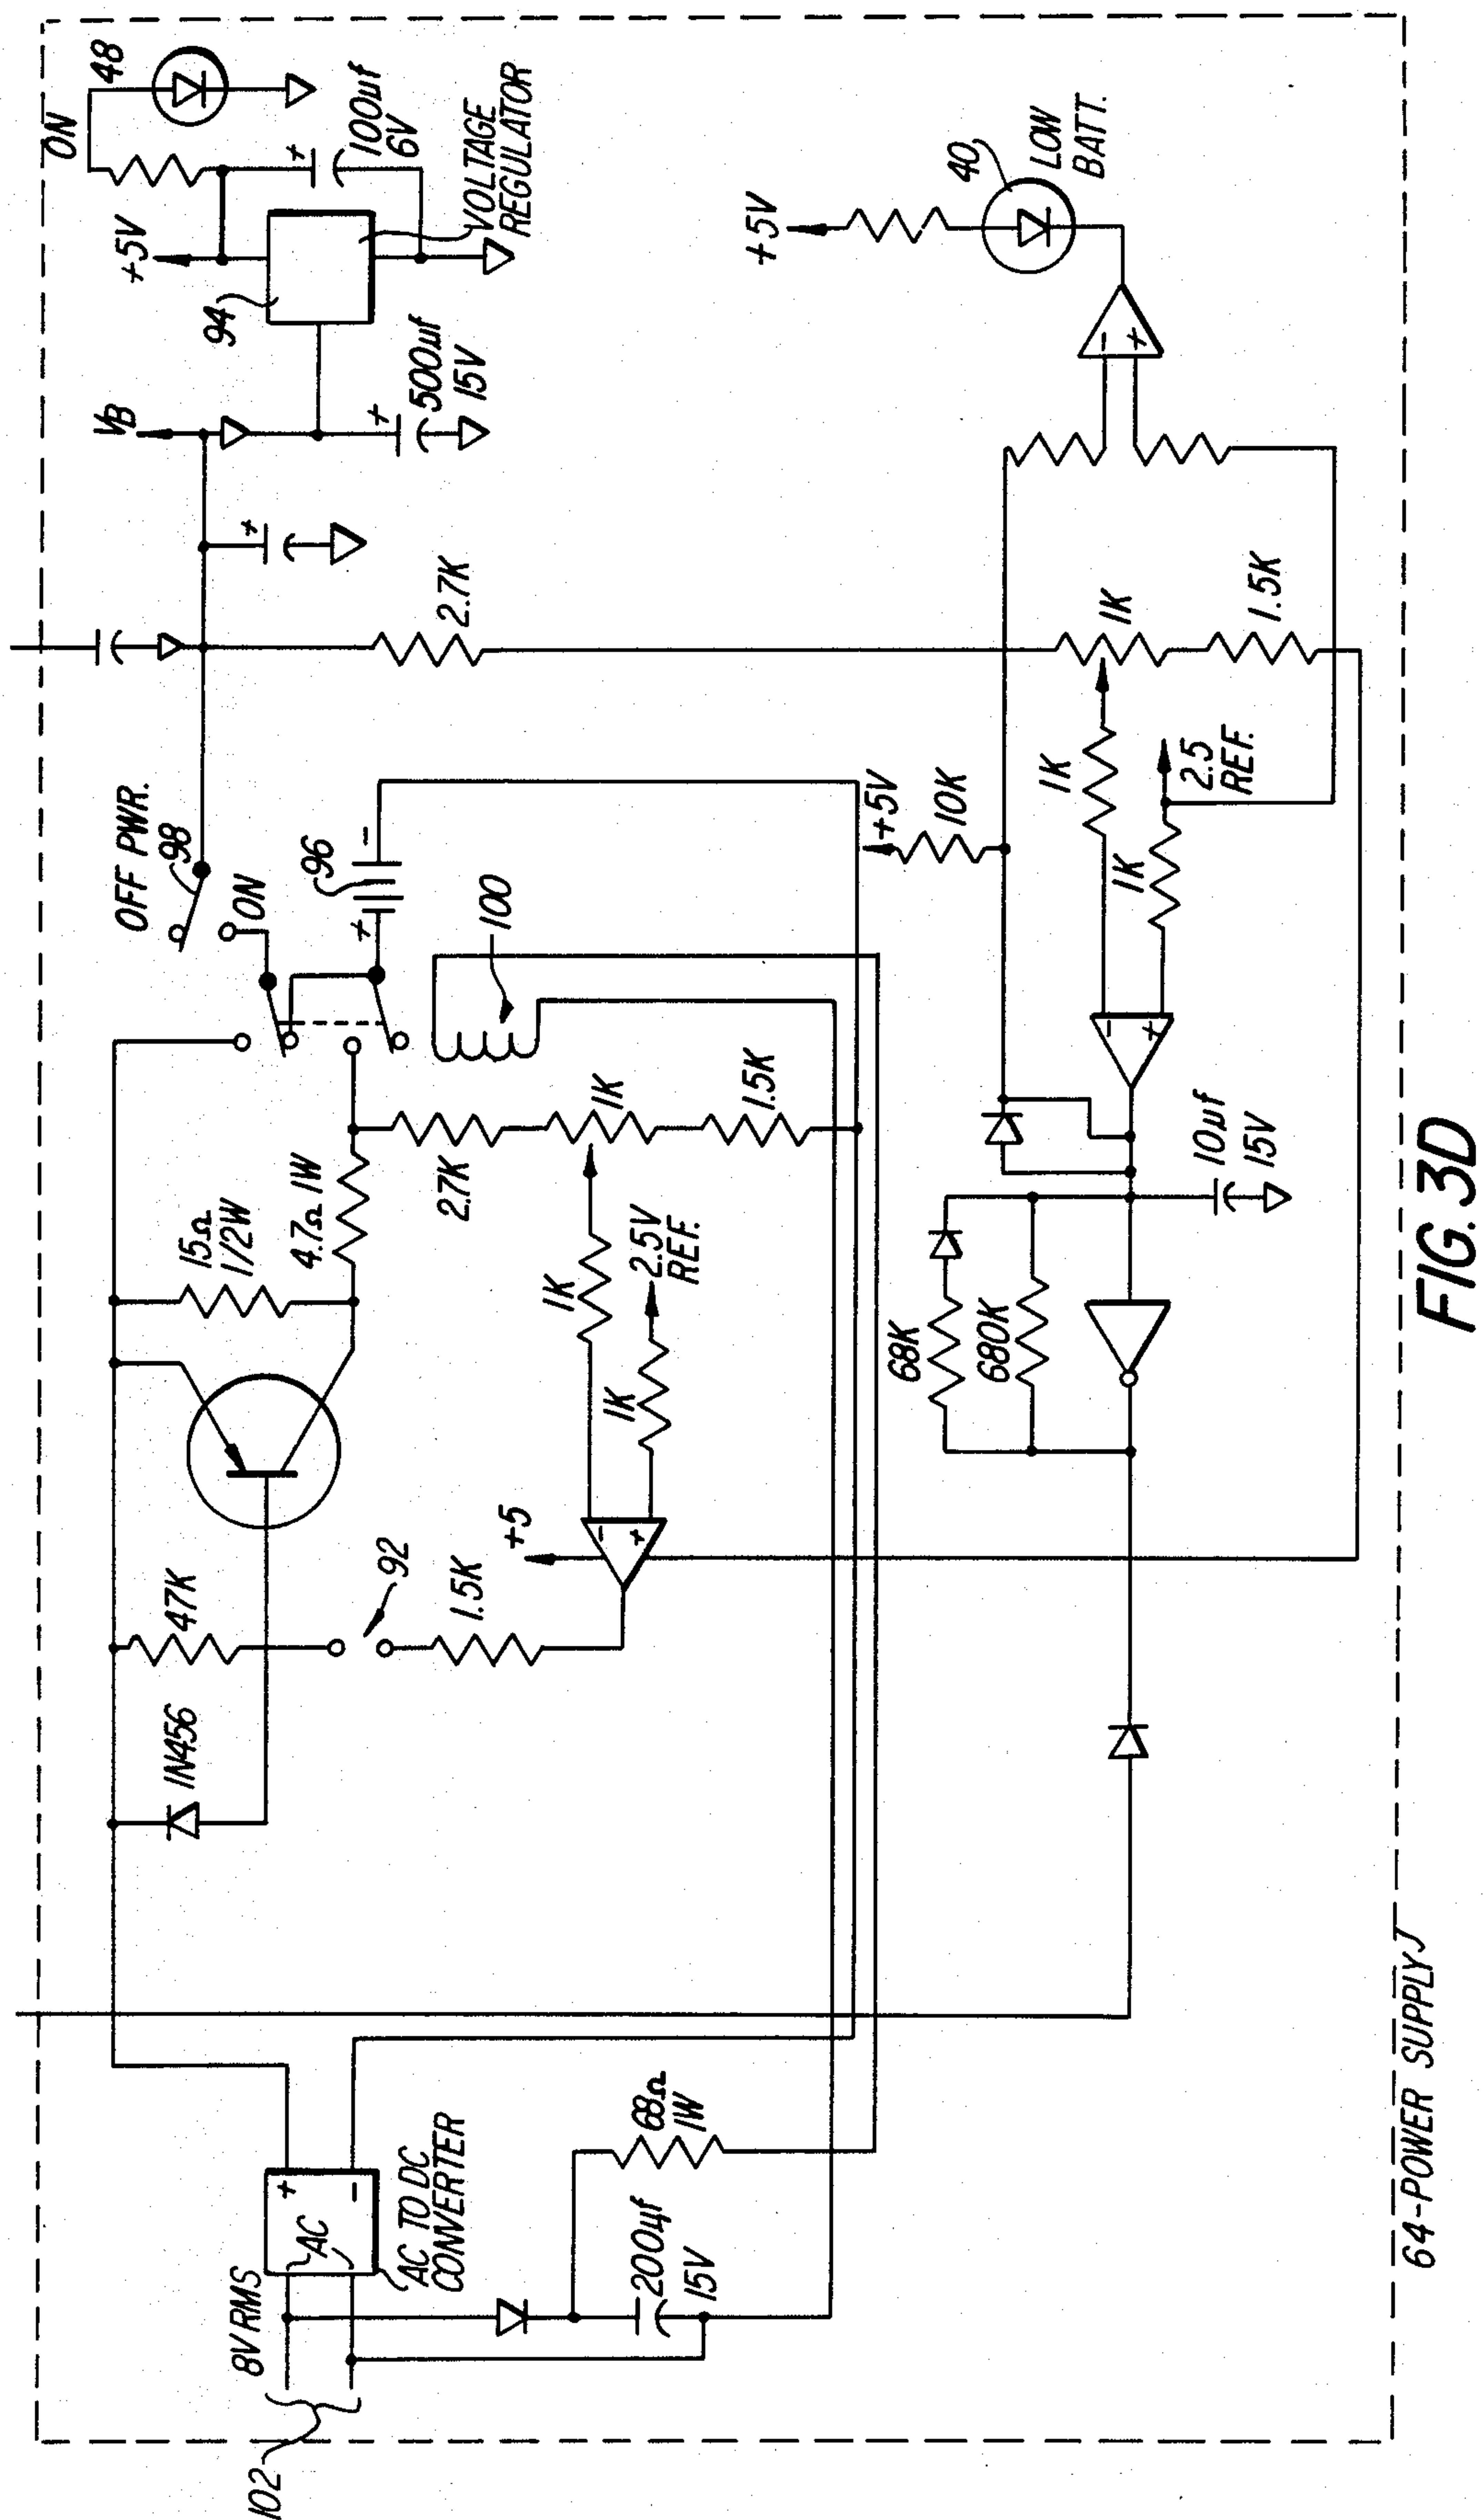 102
8V RMS
+
AC
−
AC TO DC
CONVERTER
200µf
15V
68Ω
1W
1N456
47K
92
1.5K
+5
−
+
1K
1K
2.5V
REF.
15Ω
1/2W
4.7Ω 1W
2.7K
1K
1.5K
100
OFF PWR.
98
ON
96
+
−
2.7K
+
VB
+
500µf
15V
94
+5V
ON
48
+
100µf
6V
VOLTAGE
REGULATOR
68K
680K
10µf
15V
−
+
+5V
10K
1K
1K
2.5
REF.
1K
1.5K
−
+
+5V
40
LOW
BATT.
64-POWER SUPPLY
FIG. 3D